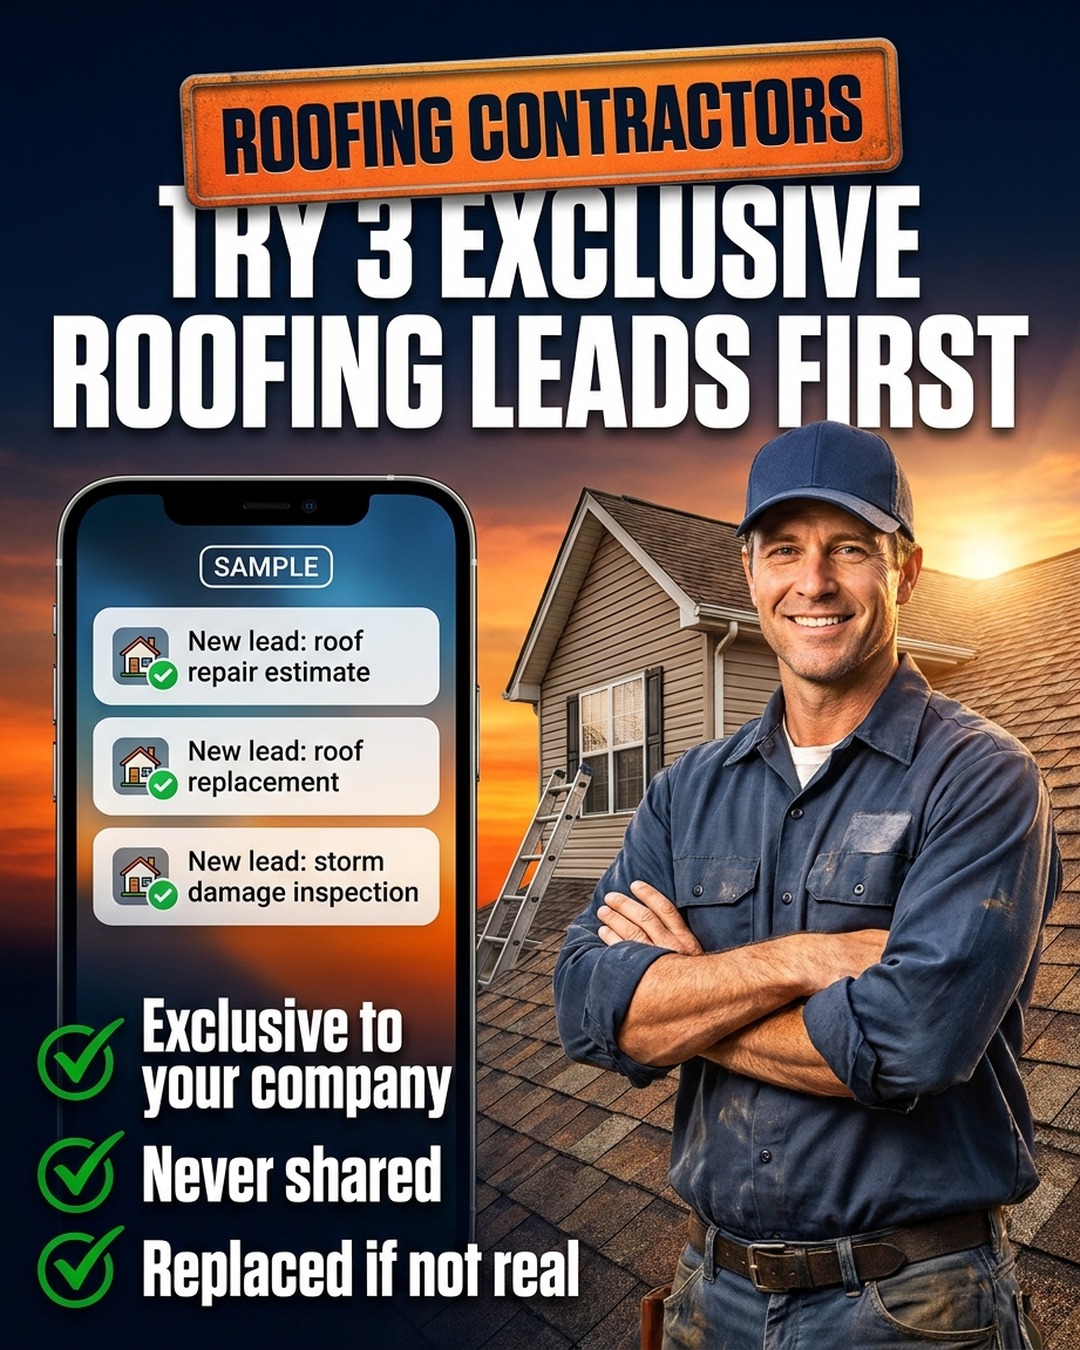 ROOFING CONTRACTORS
TRY 3 EXCLUSIVE
ROOFING LEADS FIRST
SAMPLE
New lead: roof
repair estimate
New lead: roof
replacement
New lead: storm
damage inspection
Exclusive to
your company
Never shared
Replaced if not real